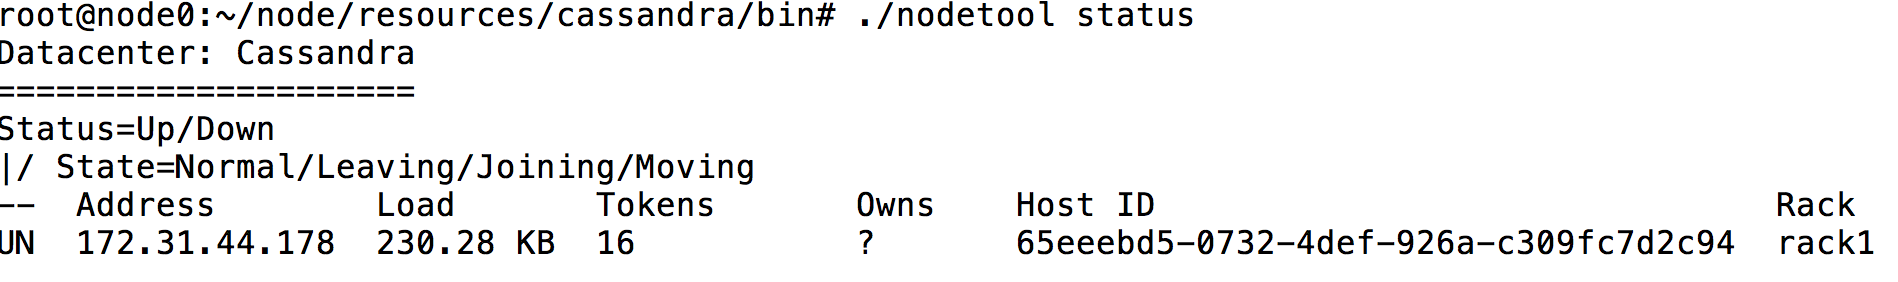 root@node0:~/node/resources/cassandra/bin# ./nodetool status
Datacenter: Cassandra
=====================
Status=Up/Down
|/ State=Normal/Leaving/Joining/Moving
--  Address        Load       Tokens       Owns    Host ID                               Rack
UN  172.31.44.178  230.28 KB  16           ?       65eeebd5-0732-4def-926a-c309fc7d2c94  rack1